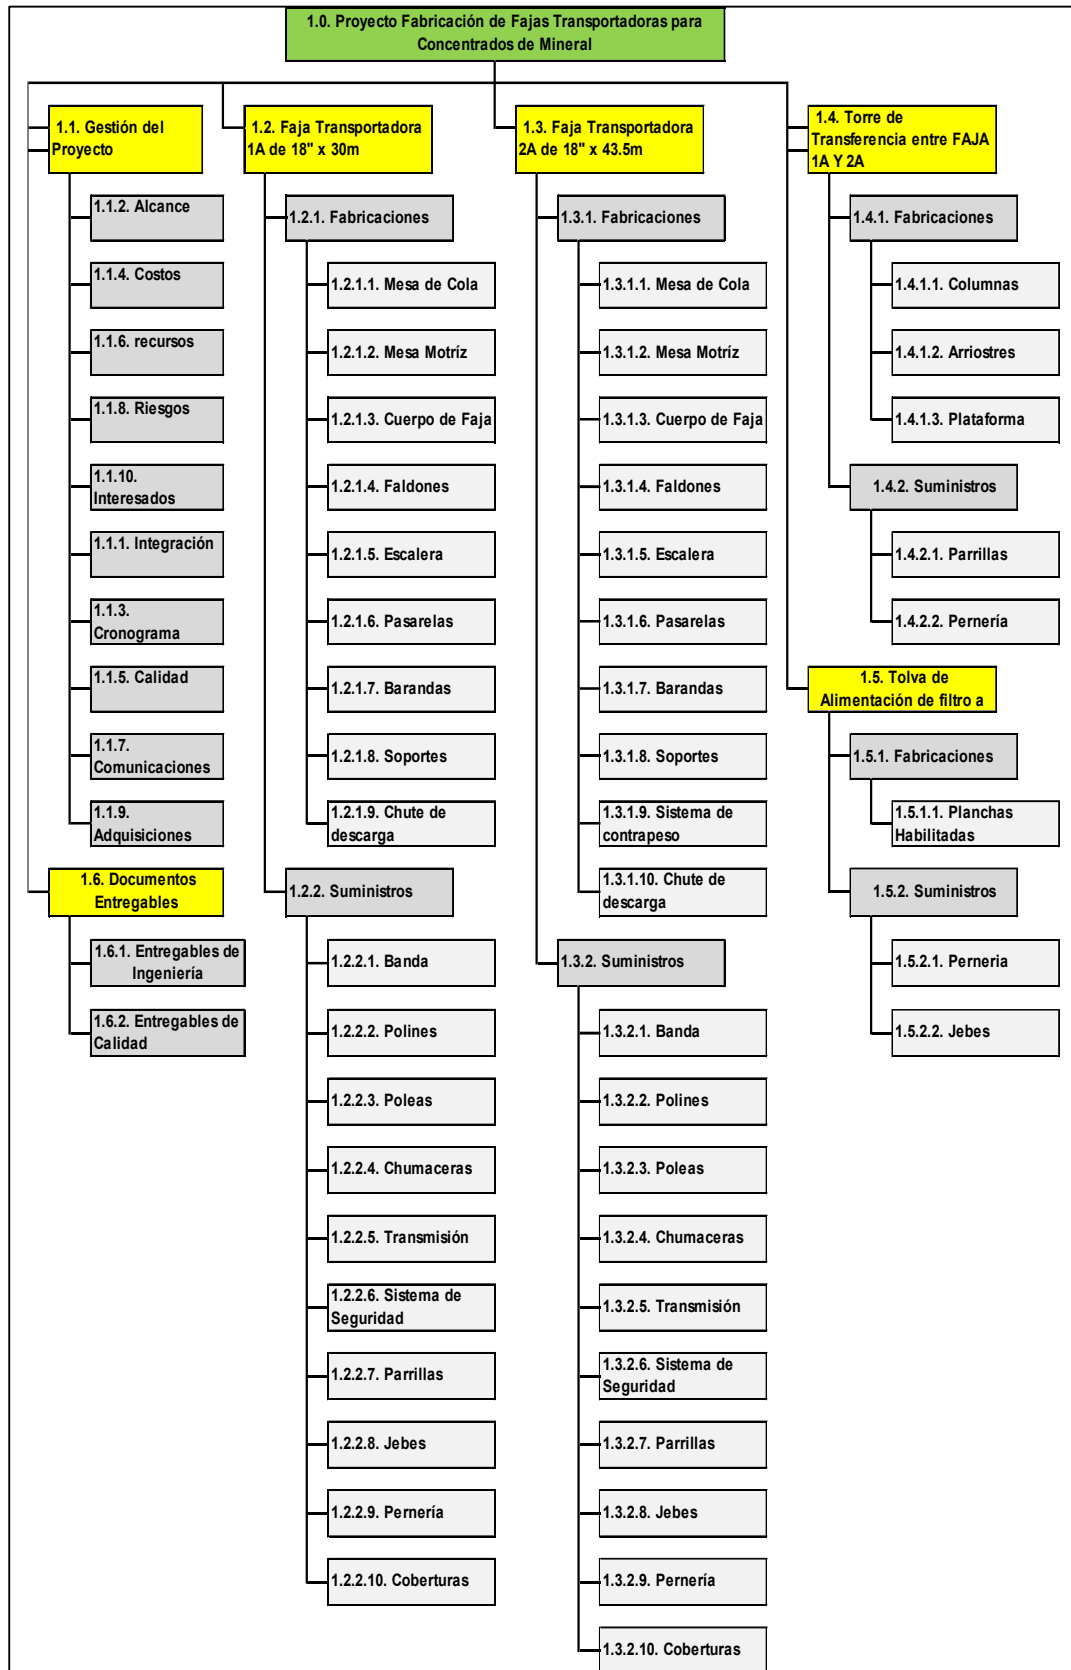 1.0. Proyecto Fabricación de Fajas Transportadoras para
Concentrados de Mineral
1.1. Gestión del
Proyecto
1.1.2. Alcance
1.1.4. Costos
1.1.6. recursos
1.1.8. Riesgos
1.1.10.
Interesados
1.1.1. Integración
1.1.3.
Cronograma
1.1.5. Calidad
1.1.7.
Comunicaciones
1.1.9.
Adquisiciones
1.6. Documentos
Entregables
1.6.1. Entregables de
Ingeniería
1.6.2. Entregables de
Calidad
1.2. Faja Transportadora
1A de 18" x 30m
1.2.1. Fabricaciones
1.2.1.1. Mesa de Cola
1.2.1.2. Mesa Motríz
1.2.1.3. Cuerpo de Faja
1.2.1.4. Faldones
1.2.1.5. Escalera
1.2.1.6. Pasarelas
1.2.1.7. Barandas
1.2.1.8. Soportes
1.2.1.9. Chute de
descarga
1.2.2. Suministros
1.2.2.1. Banda
1.2.2.2. Polines
1.2.2.3. Poleas
1.2.2.4. Chumaceras
1.2.2.5. Transmisión
1.2.2.6. Sistema de
Seguridad
1.2.2.7. Parrillas
1.2.2.8. Jebes
1.2.2.9. Pernería
1.2.2.10. Coberturas
1.3. Faja Transportadora
2A de 18" x 43.5m
1.3.1. Fabricaciones
1.3.1.1. Mesa de Cola
1.3.1.2. Mesa Motríz
1.3.1.3. Cuerpo de Faja
1.3.1.4. Faldones
1.3.1.5. Escalera
1.3.1.6. Pasarelas
1.3.1.7. Barandas
1.3.1.8. Soportes
1.3.1.9. Sistema de
contrapeso
1.3.1.10. Chute de
descarga
1.3.2. Suministros
1.3.2.1. Banda
1.3.2.2. Polines
1.3.2.3. Poleas
1.3.2.4. Chumaceras
1.3.2.5. Transmisión
1.3.2.6. Sistema de
Seguridad
1.3.2.7. Parrillas
1.3.2.8. Jebes
1.3.2.9. Pernería
1.3.2.10. Coberturas
1.4. Torre de
Transferencia entre FAJA
1A Y 2A
1.4.1. Fabricaciones
1.4.1.1. Columnas
1.4.1.2. Arriostres
1.4.1.3. Plataforma
1.4.2. Suministros
1.4.2.1. Parrillas
1.4.2.2. Pernería
1.5. Tolva de
Alimentación de filtro a
1.5.1. Fabricaciones
1.5.1.1. Planchas
Habilitadas
1.5.2. Suministros
1.5.2.1. Perneria
1.5.2.2. Jebes